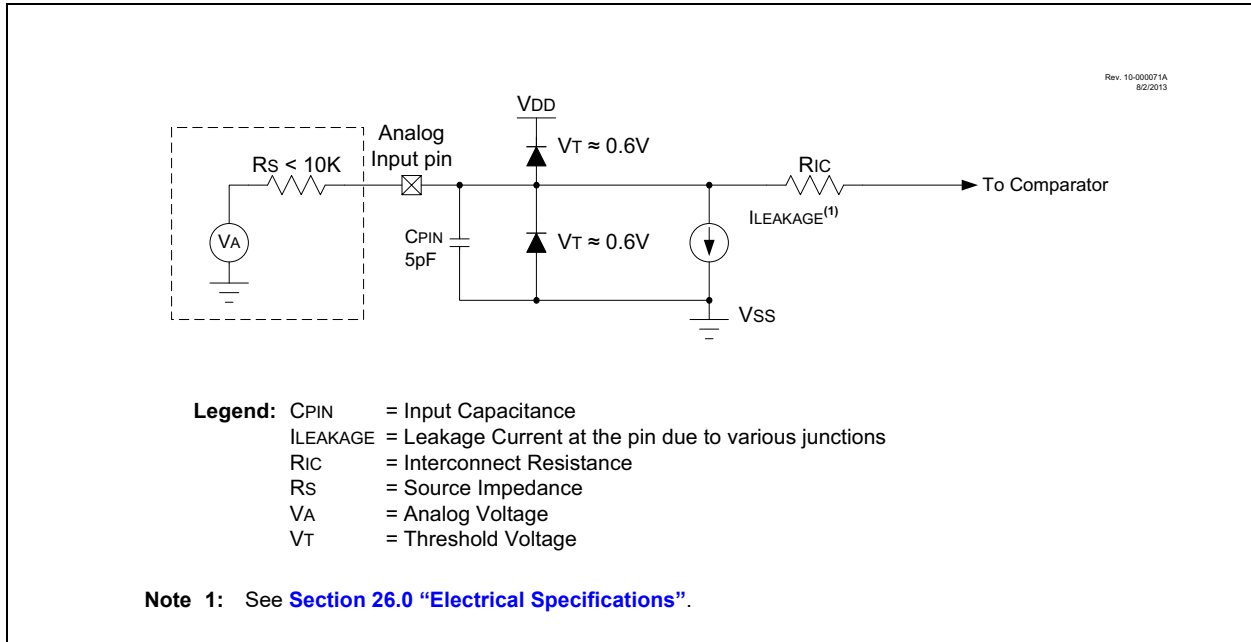 Rev. 10-000071A
8/2/2013
VDD
Analog
Input pin
VT ≈ 0.6V
RS < 10K
RIC
To Comparator
ILEAKAGE(1)
VA
CPIN
5pF
VT ≈ 0.6V
VSS
Legend: CPIN = Input Capacitance
ILEAKAGE = Leakage Current at the pin due to various junctions
RIC = Interconnect Resistance
RS = Source Impedance
VA = Analog Voltage
VT = Threshold Voltage
Note 1: See Section 26.0 “Electrical Specifications”.